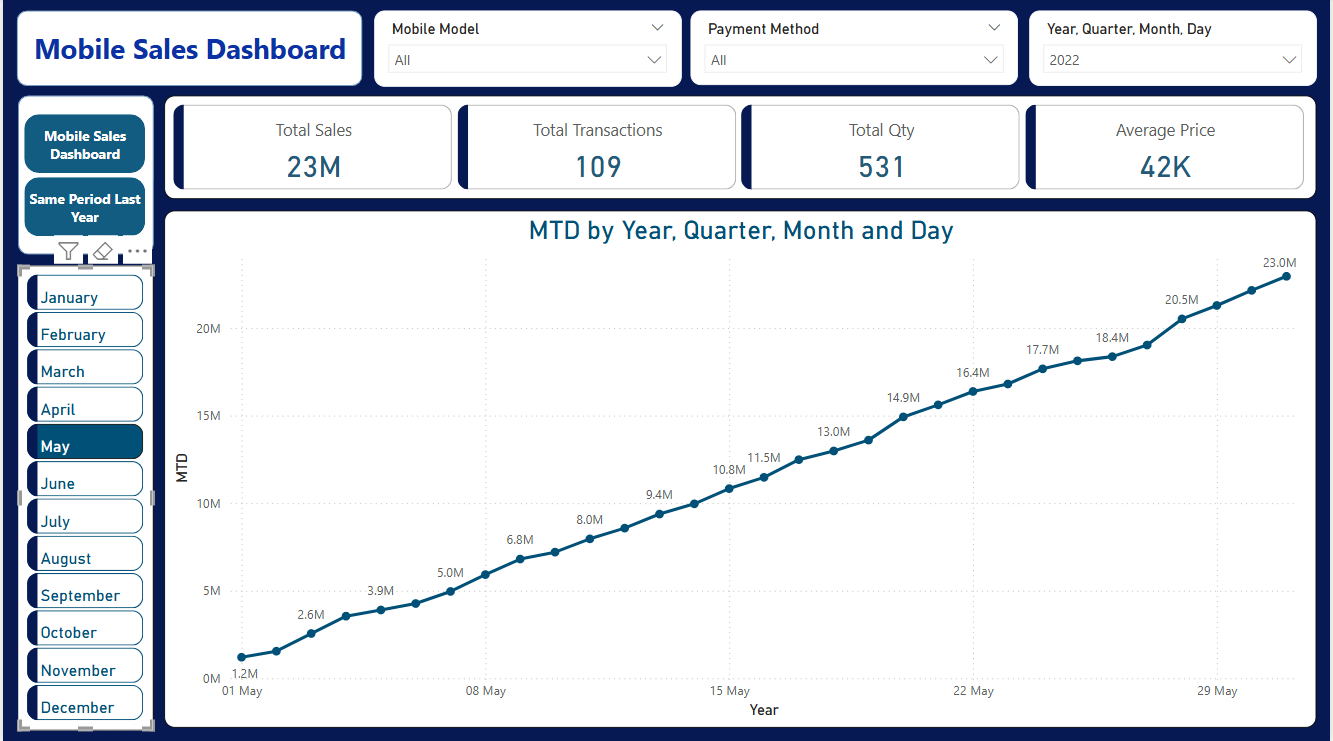 Mobile Sales Dashboard
Mobile Model
All
Payment Method
All
Year, Quarter, Month, Day
2022
Mobile Sales
Dashboard
Same Period Last
Year
Total Sales
23M
Total Transactions
109
Total Qty
531
Average Price
42K
January
February
March
April
May
June
July
August
September
October
November
December
MTD by Year, Quarter, Month and Day
MTD
20M
15M
10M
5M
0M
1.2M
2.6M
3.9M
5.0M
6.8M
8.0M
9.4M
10.8M
11.5M
13.0M
14.9M
16.4M
17.7M
18.4M
20.5M
23.0M
01 May
08 May
15 May
22 May
29 May
Year